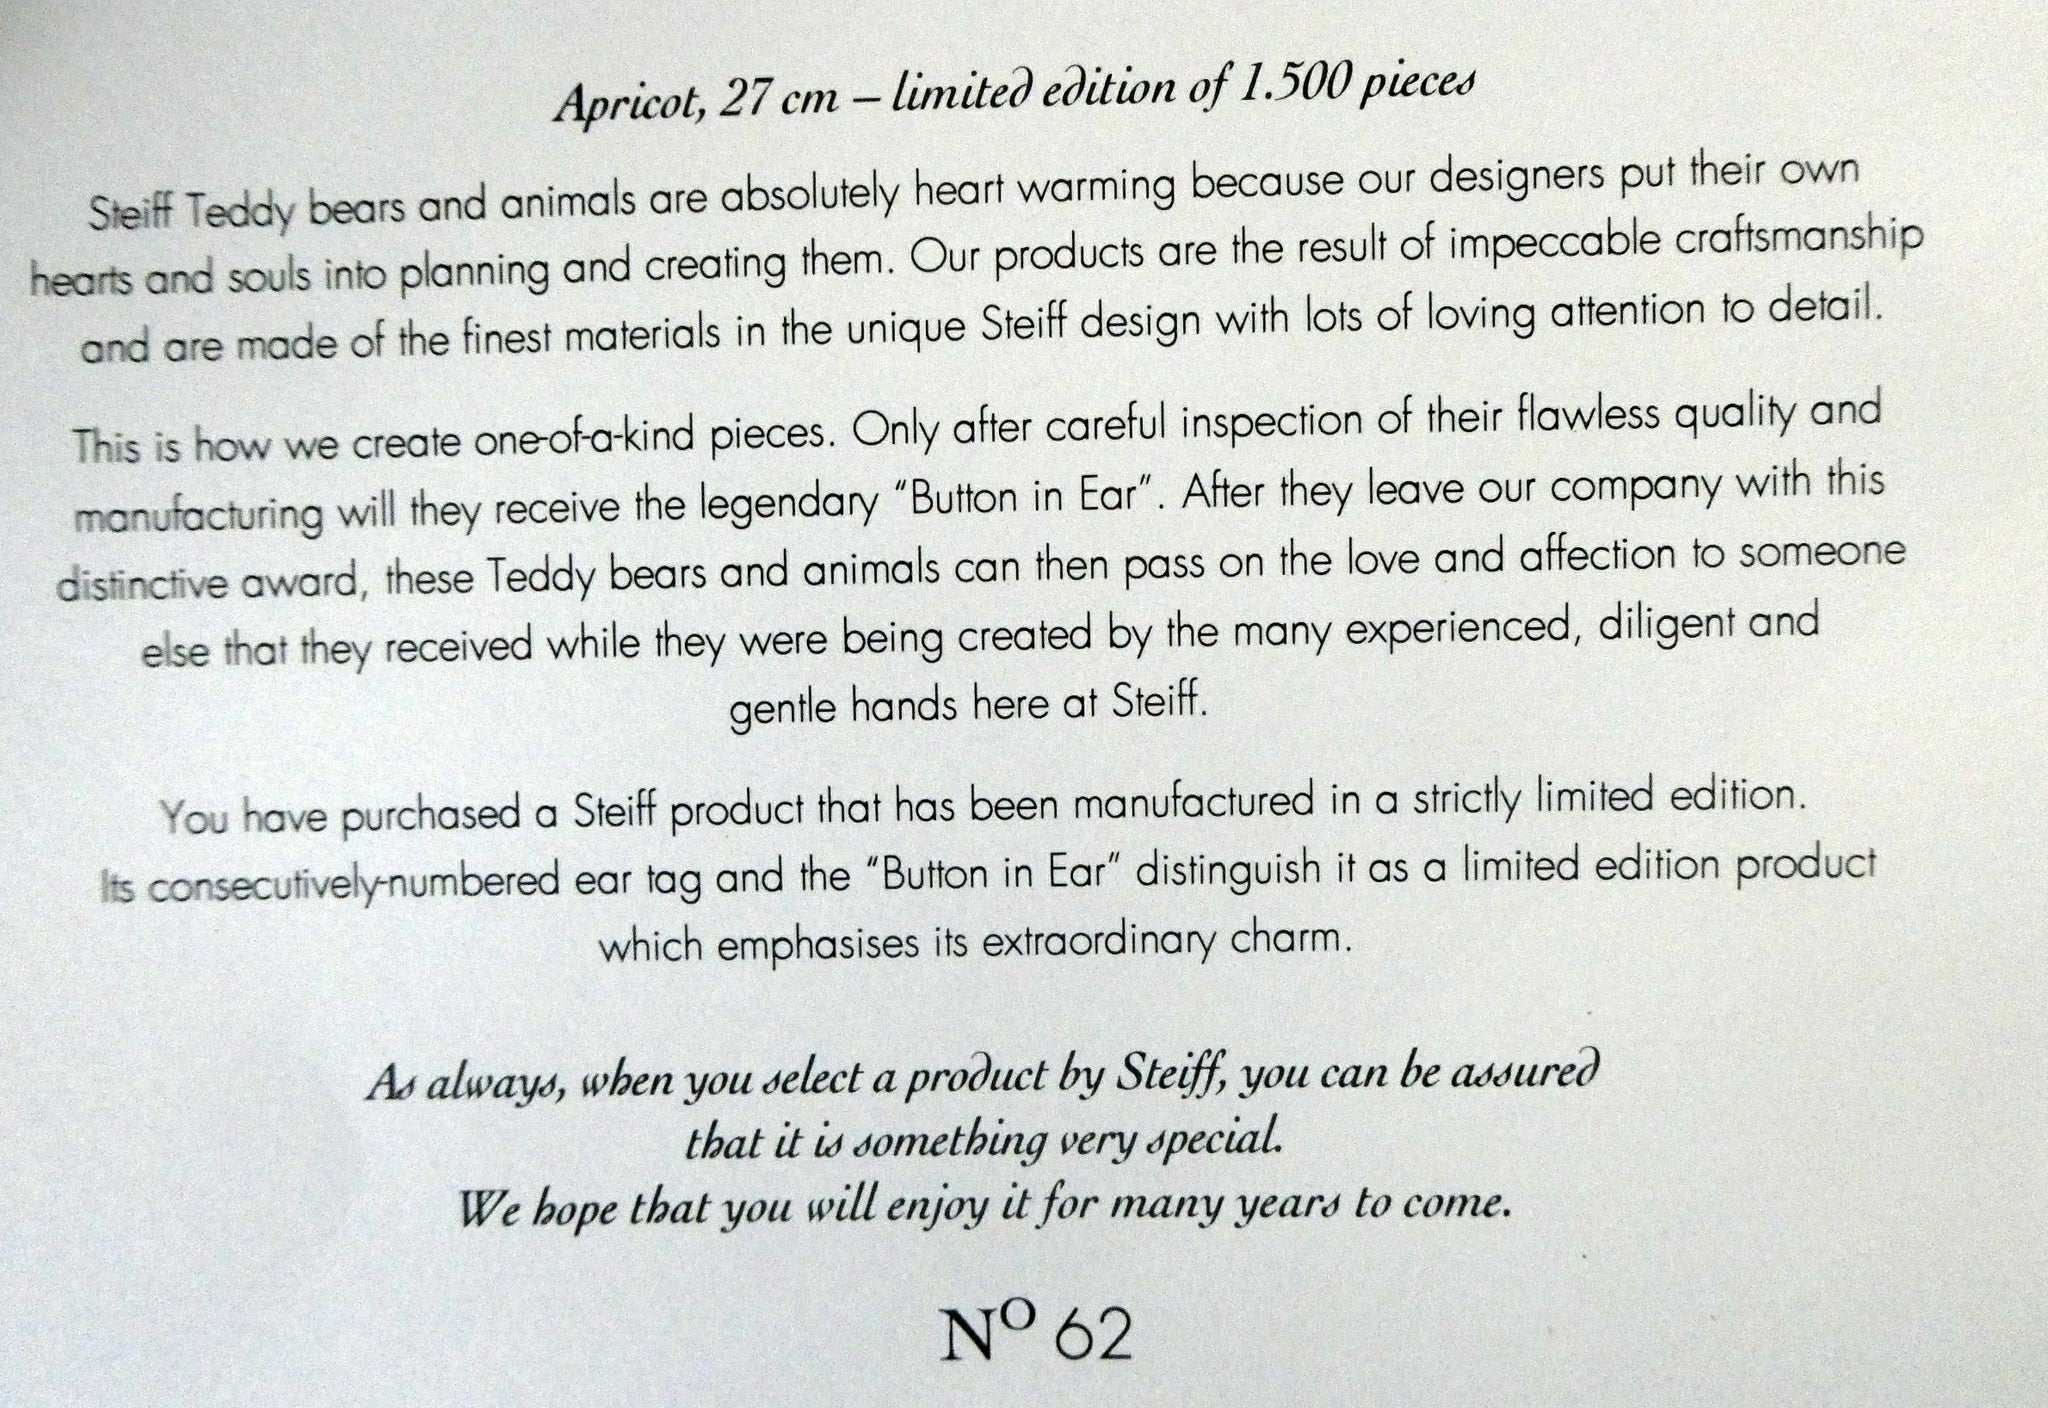 Apricot, 27 cm – limited edition of 1.500 pieces
Steiff Teddy bears and animals are absolutely heart warming because our designers put their own
hearts and souls into planning and creating them. Our products are the result of impeccable craftsmanship
and are made of the finest materials in the unique Steiff design with lots of loving attention to detail.
This is how we create one-of-a-kind pieces. Only after careful inspection of their flawless quality and
manufacturing will they receive the legendary “Button in Ear”. After they leave our company with this
distinctive award, these Teddy bears and animals can then pass on the love and affection to someone
else that they received while they were being created by the many experienced, diligent and
gentle hands here at Steiff.
You have purchased a Steiff product that has been manufactured in a strictly limited edition.
Its consecutively-numbered ear tag and the “Button in Ear” distinguish it as a limited edition product
which emphasises its extraordinary charm.
As always, when you select a product by Steiff, you can be assured
that it is something very special.
We hope that you will enjoy it for many years to come.
Nº 62